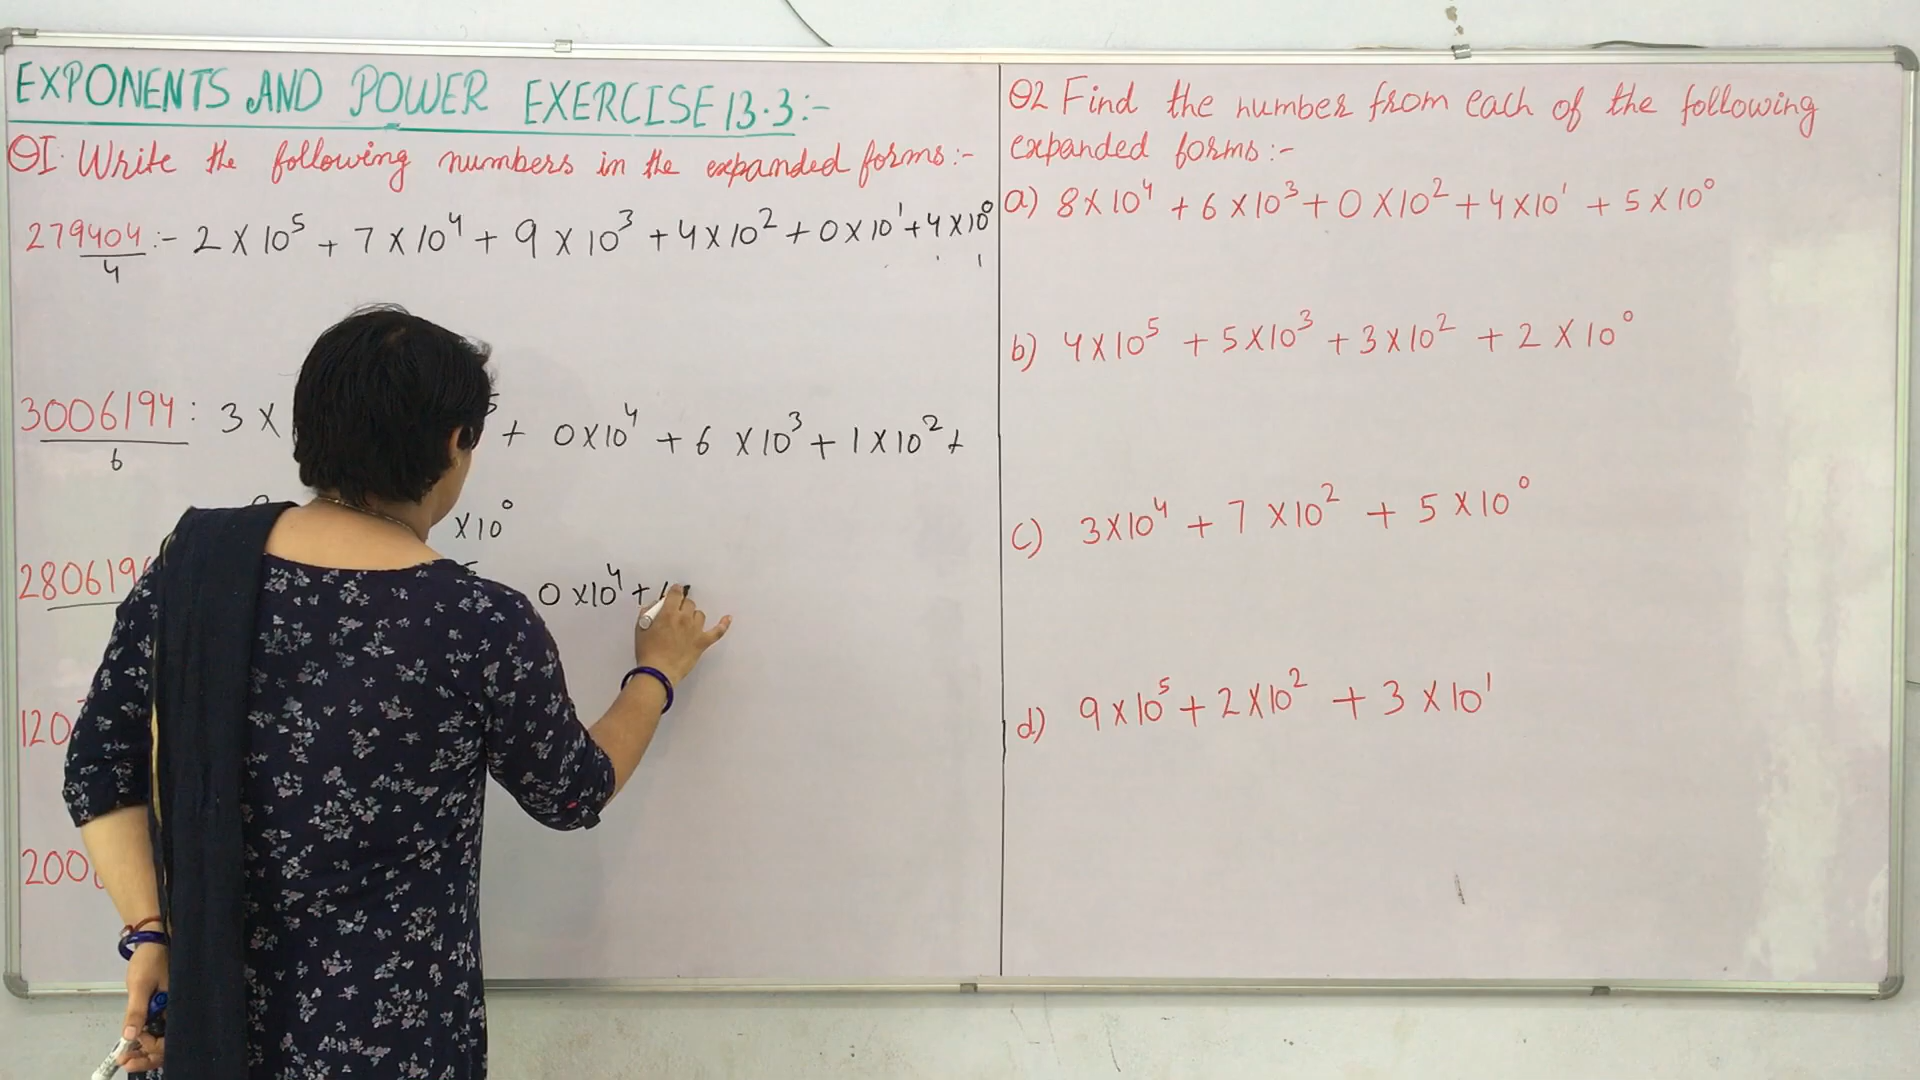 EXPONENTS AND POWER EXERCISE 13.3:-
Q1. Write the following numbers in the expanded forms:-
279404:- 2 X 10⁵ + 7 X 10⁴ + 9 X 10³ + 4 X 10² + 0 X 10¹ + 4 X 10⁰
4
3006194: 3 X + 0 X 10⁴ + 6 X 10³ + 1 X 10² +
6
X 10⁰
280619 0 X 10⁴ +
120
200
Q2 Find the number from each of the following
expanded forms:-
a) 8 X 10⁴ + 6 X 10³ + 0 X 10² + 4 X 10¹ + 5 X 10⁰
b) 4 X 10⁵ + 5 X 10³ + 3 X 10² + 2 X 10⁰
c) 3 X 10⁴ + 7 X 10² + 5 X 10⁰
d) 9 X 10⁵ + 2 X 10² + 3 X 10¹